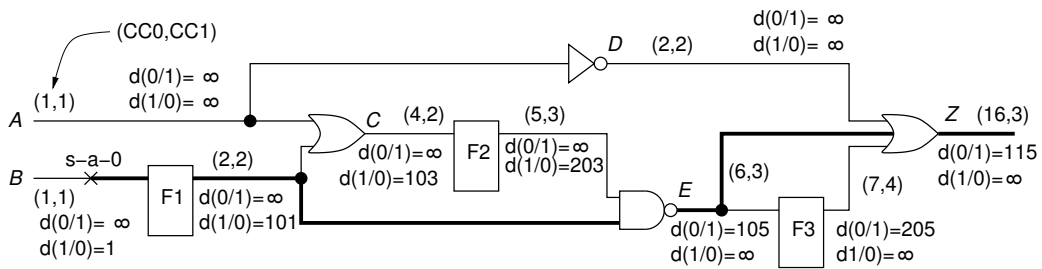 (CC0,CC1)
d(0/1)= ∞
d(1/0)= ∞
(1,1)
A
D
(2,2)
d(0/1)= ∞
d(1/0)= ∞
C
(4,2)
(5,3)
Z
(16,3)
F2
d(0/1)=∞
d(1/0)=103
d(0/1)=∞
d(1/0)=203
d(0/1)=115
d(1/0)=∞
s-a-0
(2,2)
B
F1
(1,1)
d(0/1)= ∞
d(1/0)=1
d(0/1)=∞
d(1/0)=101
E
(6,3)
(7,4)
d(0/1)=105
d(1/0)=∞
F3
d(0/1)=205
d1/0)=∞